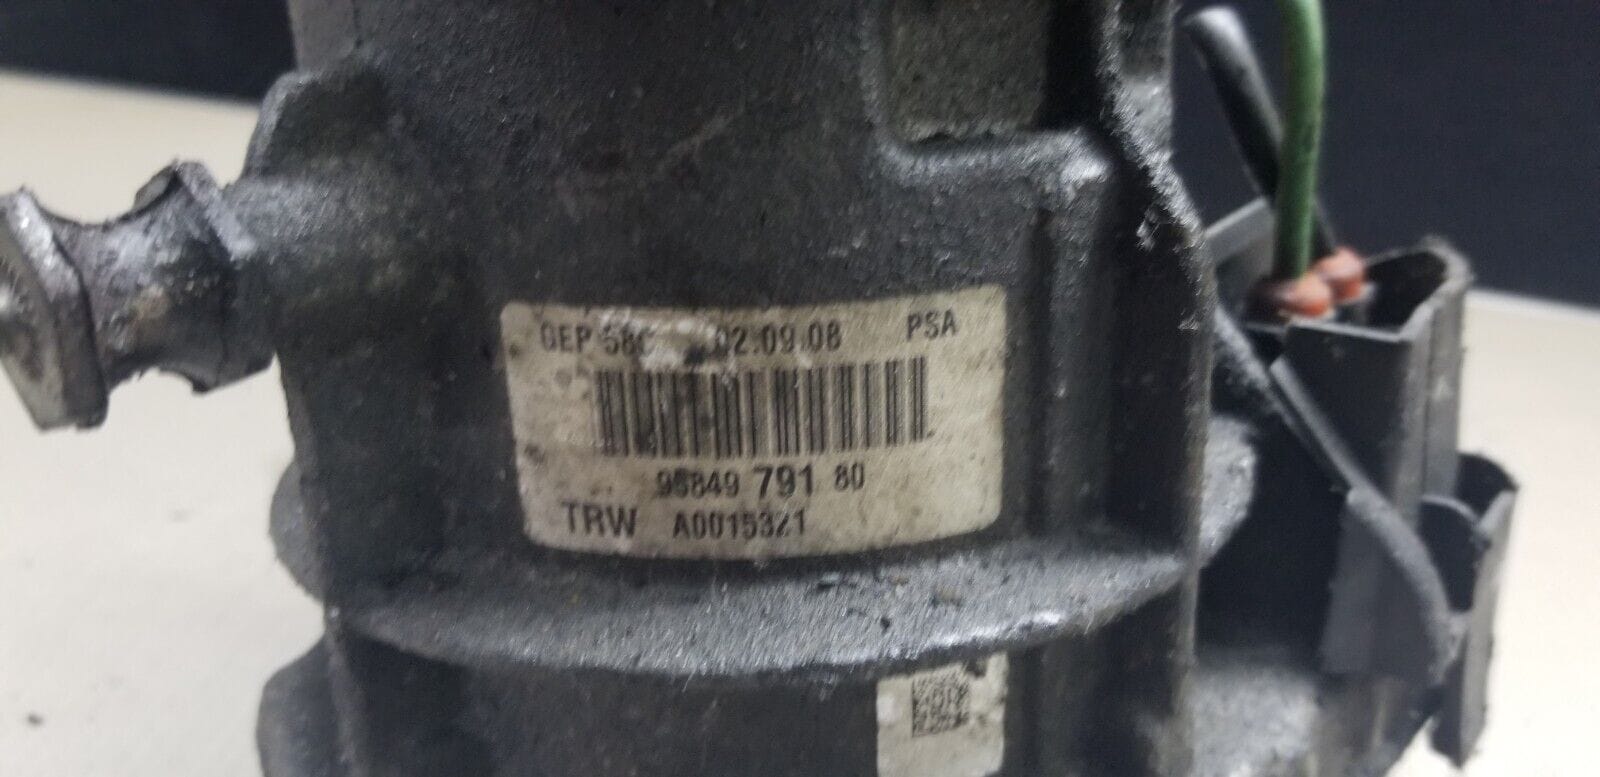 GEP 58C 02.09.08 PSA
96849 791 80
TRW A0015321